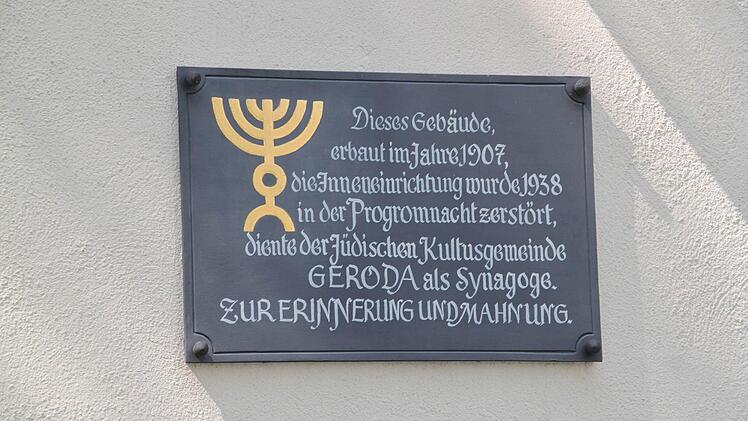 Dieses Gebäude,
erbaut im Jahre 1907,
die Inneneinrichtung wurde 1938
in der Progromnacht zerstört,
diente der Jüdischen Kultusgemeinde
GERODA als Synagoge.
ZUR ERINNERUNG UND MAHNUNG.